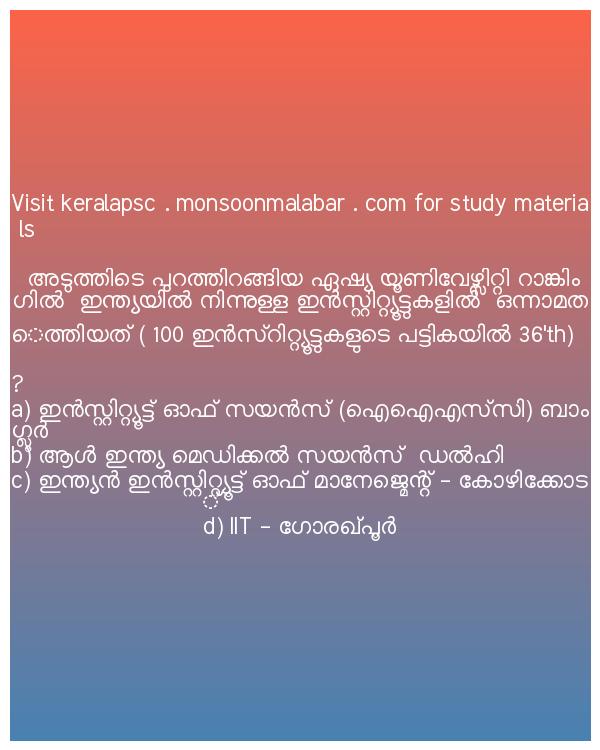 Visit keralapsc . monsoonmalabar . com for study materia
ls
അടുത്തിടെ പ്പുറത്തിറങ്ങിയ ഏഷ്യ യൂണിവേഴ്സിറ്റി റാങ്കിം
ഗിൽ ഇന്ത്യയിൽ നിന്നുള്ള ഇൻസ്റ്റിറ്റ്യൂട്ടുകളിൽ ഒന്നാമത
െത്തിയത് ( 100 ഇൻസ്റിറ്റ്യൂട്ടുകളുടെ പട്ടികയിൽ 36'th)
?
a) ഇൻസ്റ്റിറ്റ്യൂട്ട് ഓഫ് സയൻസ് (ഐഐഎസ്സി) ബാം
ഗ്ലൂർ
b) ആൾ ഇന്ത്യ മെഡിക്കൽ സയൻസ് ഡൽഹി
c) ഇന്ത്യൻ ഇൻസ്റ്റിറ്റ്യൂട്ട് ഓഫ് മാനേജ്മെന്റ് - കോഴിക്കോട
്
d) IIT - ഗോരഖ്പൂർ